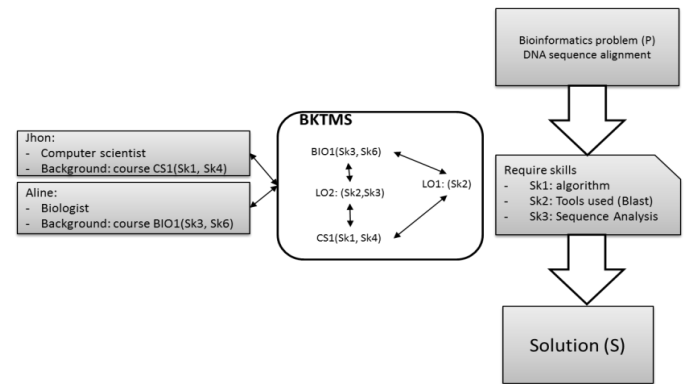 Bioinformatics problem (P)
DNA sequence alignment
BKTMS
Jhon:
- Computer scientist
- Background: course CS1(Sk1, Sk4)
Aline:
- Biologist
- Background: course BIO1(Sk3, Sk6)
BIO1(Sk3, Sk6)
LO2: (Sk2,Sk3)
LO1: (Sk2)
CS1(Sk1, Sk4)
Require skills
- Sk1: algorithm
- Sk2: Tools used (Blast)
- Sk3: Sequence Analysis
Solution (S)